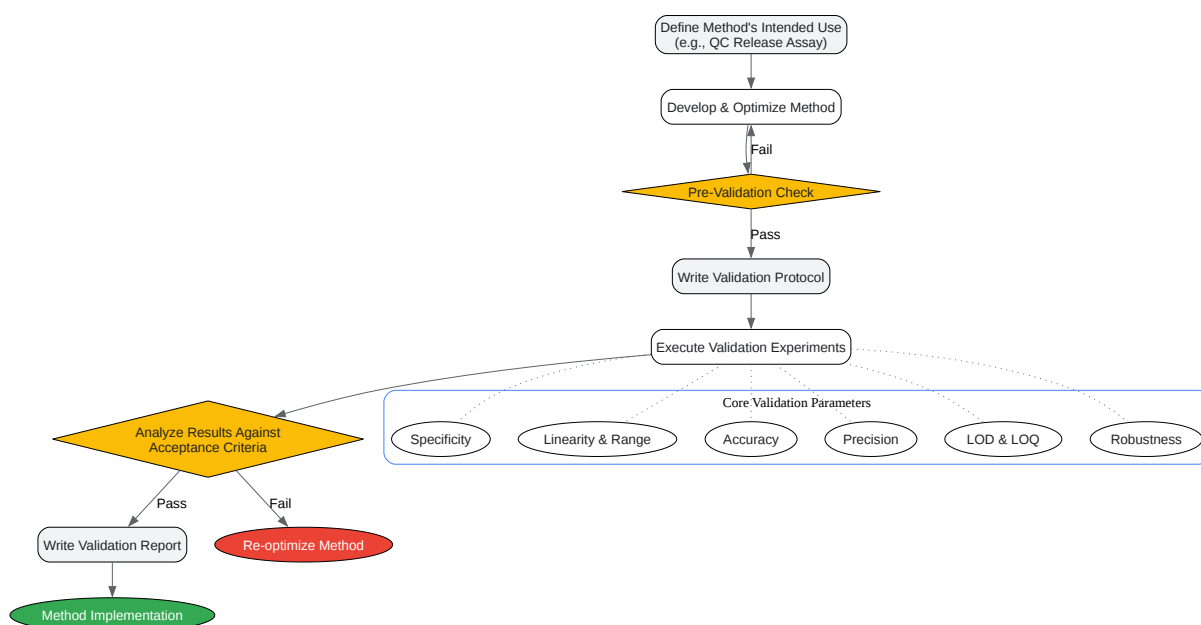 Define Method's Intended Use
(e.g., QC Release Assay)
Develop & Optimize Method
Fail
Pre-Validation Check
Pass
Write Validation Protocol
Execute Validation Experiments
Core Validation Parameters
Analyze Results Against
Acceptance Criteria
Specificity
Linearity & Range
Accuracy
Precision
LOD & LOQ
Robustness
Pass
Fail
Write Validation Report
Re-optimize Method
Method Implementation